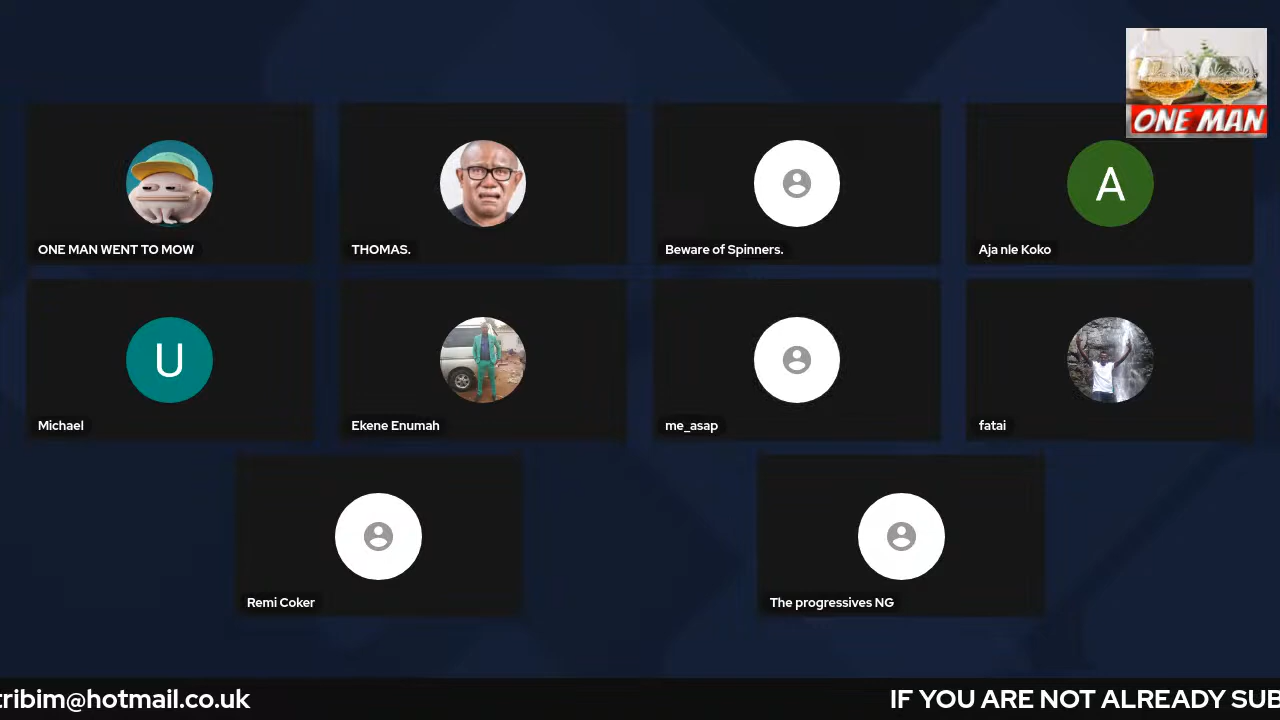 ONE MAN
ONE MAN WENT TO MOW
THOMAS.
Beware of Spinners.
A
Aja nle Koko
U
Michael
Ekene Enumah
me_asap
fatai
Remi Coker
The progressives NG
tribim@hotmail.co.uk
IF YOU ARE NOT ALREADY SUB